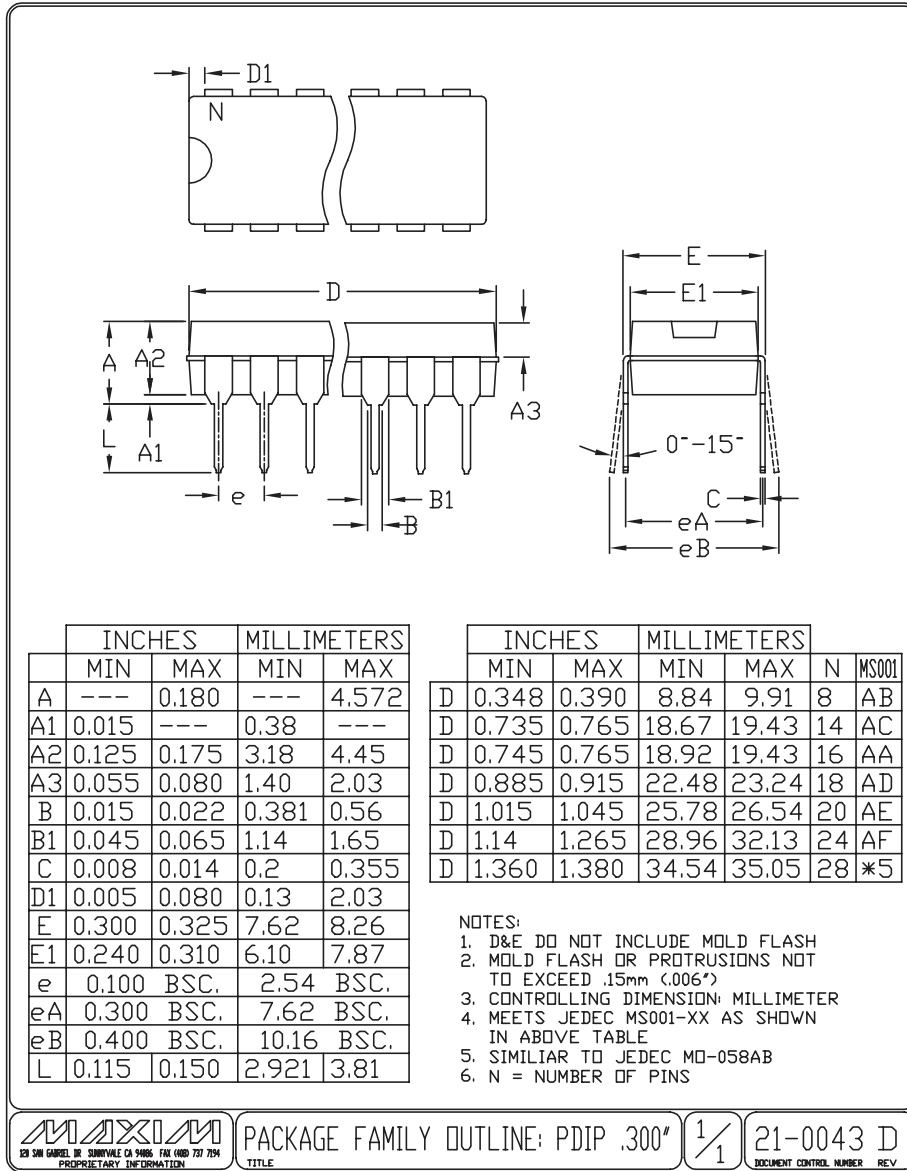 D1
N
D
E
E1
A
A2
A3
L
A1
0°-15°
e
B1
B
C
eA
eB
INCHES MILLIMETERS
MIN MAX MIN MAX
A --- 0.180 --- 4.572
A1 0.015 --- 0.38 ---
A2 0.125 0.175 3.18 4.45
A3 0.055 0.080 1.40 2.03
B 0.015 0.022 0.381 0.56
B1 0.045 0.065 1.14 1.65
C 0.008 0.014 0.2 0.355
D1 0.005 0.080 0.13 2.03
E 0.300 0.325 7.62 8.26
E1 0.240 0.310 6.10 7.87
e 0.100 BSC. 2.54 BSC.
eA 0.300 BSC. 7.62 BSC.
eB 0.400 BSC. 10.16 BSC.
L 0.115 0.150 2.921 3.81
INCHES MILLIMETERS
MIN MAX MIN MAX N MS001
D 0.348 0.390 8.84 9.91 8 AB
D 0.735 0.765 18.67 19.43 14 AC
D 0.745 0.765 18.92 19.43 16 AA
D 0.885 0.915 22.48 23.24 18 AD
D 1.015 1.045 25.78 26.54 20 AE
D 1.14 1.265 28.96 32.13 24 AF
D 1.360 1.380 34.54 35.05 28 *5
NOTES:
1. D&E DO NOT INCLUDE MOLD FLASH
2. MOLD FLASH OR PROTRUSIONS NOT
TO EXCEED .15mm (.006")
3. CONTROLLING DIMENSION: MILLIMETER
4. MEETS JEDEC MS001-XX AS SHOWN
IN ABOVE TABLE
5. SIMILIAR TO JEDEC MO-058AB
6. N = NUMBER OF PINS
MAXIM
120 SAN GABRIEL DR SUNNYVALE CA 94086 FAX (408) 737 7194
PROPRIETARY INFORMATION
PACKAGE FAMILY OUTLINE: PDIP .300"
TITLE
1/1
21-0043 D
DOCUMENT CONTROL NUMBER REV